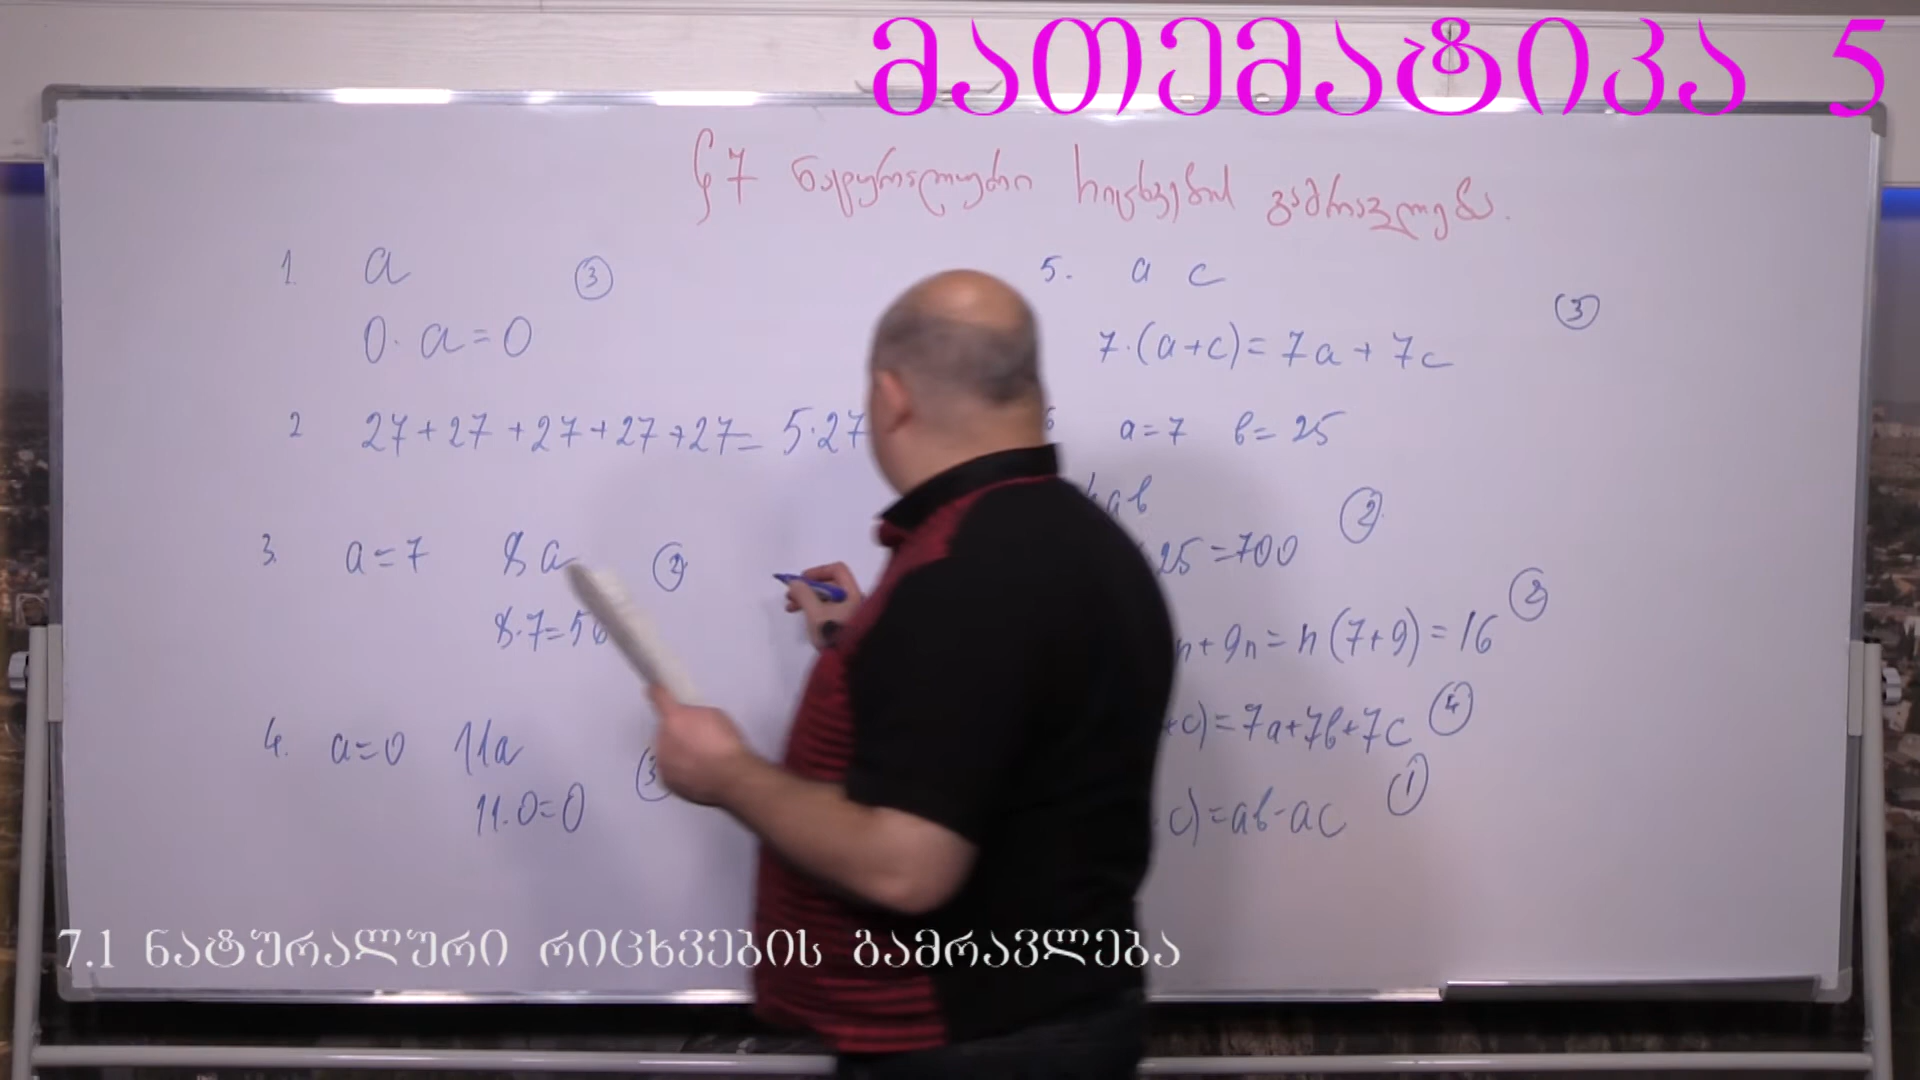 მათემატიკა 5
§7 ნატურალური რიცხვების გამრავლება.
1. a ③
0 · a = 0
2 27 + 27 + 27 + 27 + 27 = 5·27
3. a = 7 8a ②
8·7 = 56
4. a = 0 11a ③
11·0 = 0
5. a c ③
7·(a+c) = 7a + 7c
6 a = 7 b = 25
ab ②
25 = 700
n + 9n = n(7+9) = 16 ②
+c) = 7a+7b+7c ④
c) = ab - ac ①
7.1 ნატურალური რიცხვების გამრავლება